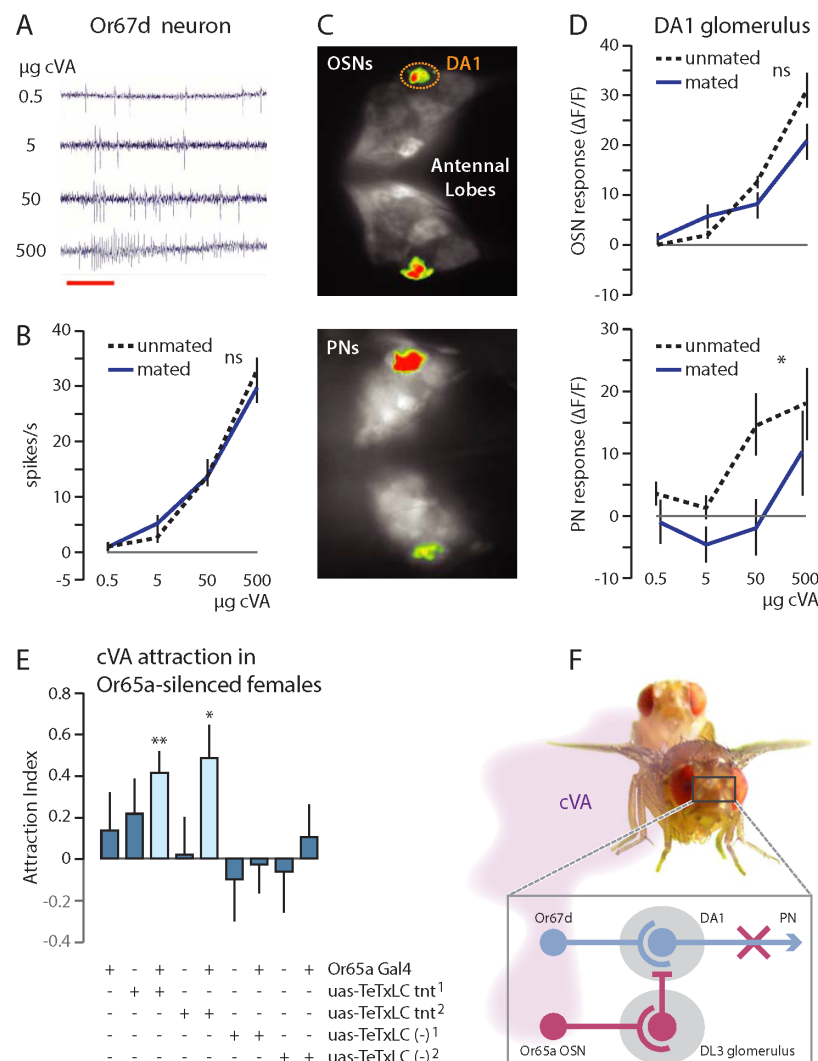 A
Or67d neuron
µg cVA
0.5
5
50
500
B
40
30
20
10
0
-5
spikes/s
unmated
mated
ns
0.5 5 50 500
µg cVA
C
OSNs
DA1
Antennal
Lobes
PNs
D
DA1 glomerulus
40
30
20
10
0
-10
OSN response (ΔF/F)
unmated
mated
ns
30
20
10
0
-10
PN response (ΔF/F)
unmated
mated
*
0.5 5 50 500
µg cVA
E
cVA attraction in
Or65a-silenced females
0.8
0.6
0.4
0.2
0
-0.2
-0.4
Attraction Index
**
*
+ - + - + - + - + Or65a Gal4
- + + - - - - - - uas-TeTxLC tnt1
- - - + + - - - - uas-TeTxLC tnt2
- - - - - + + - - uas-TeTxLC (-)1
- - - - - - - + + uas-TeTxLC (-)2
F
cVA
Or67d
DA1
PN
Or65a OSN
DL3 glomerulus